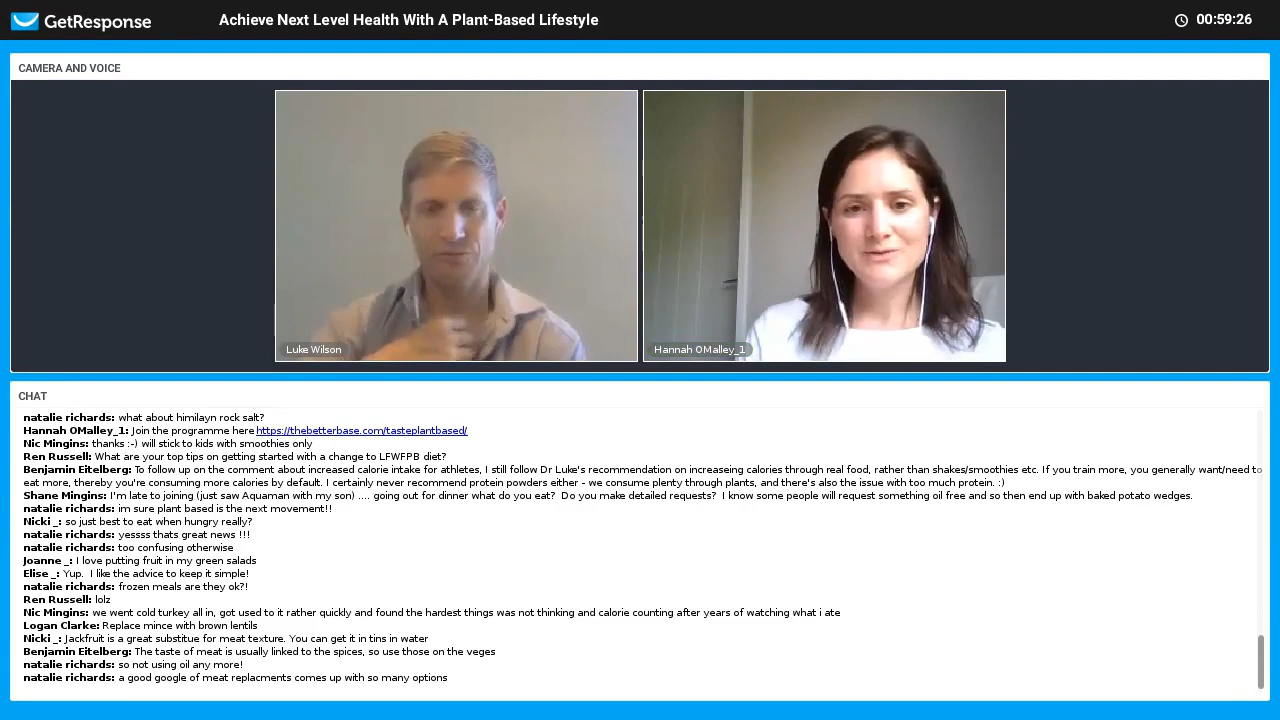 GetResponse
Achieve Next Level Health With A Plant-Based Lifestyle
00:59:26
CAMERA AND VOICE
Luke Wilson
Hannah OMalley_1
CHAT
natalie richards: what about himilayn rock salt?
Hannah OMalley_1: Join the programme here https://thebetterbase.com/tasteplantbased/
Nic Mingins: thanks :-) will stick to kids with smoothies only
Ren Russell: What are your top tips on getting started with a change to LFWFPB diet?
Benjamin Eitelberg: To follow up on the comment about increased calorie intake for athletes, I still follow Dr Luke's recommendation on increaseing calories through real food, rather than shakes/smoothies etc. If you train more, you generally want/need to
eat more, thereby you're consuming more calories by default. I certainly never recommend protein powders either - we consume plenty through plants, and there's also the issue with too much protein. :)
Shane Mingins: I'm late to joining (just saw Aquaman with my son) .... going out for dinner what do you eat?  Do you make detailed requests?  I know some people will request something oil free and so then end up with baked potato wedges.
natalie richards: im sure plant based is the next movement!!
Nicki _: so just best to eat when hungry really?
natalie richards: yessss thats great news !!!
natalie richards: too confusing otherwise
Joanne _: I love putting fruit in my green salads
Elise _: Yup.  I like the advice to keep it simple!
natalie richards: frozen meals are they ok?!
Ren Russell: lolz
Nic Mingins: we went cold turkey all in, got used to it rather quickly and found the hardest things was not thinking and calorie counting after years of watching what i ate
Logan Clarke: Replace mince with brown lentils
Nicki _: Jackfruit is a great substitue for meat texture. You can get it in tins in water
Benjamin Eitelberg: The taste of meat is usually linked to the spices, so use those on the veges
natalie richards: so not using oil any more!
natalie richards: a good google of meat replacments comes up with so many options